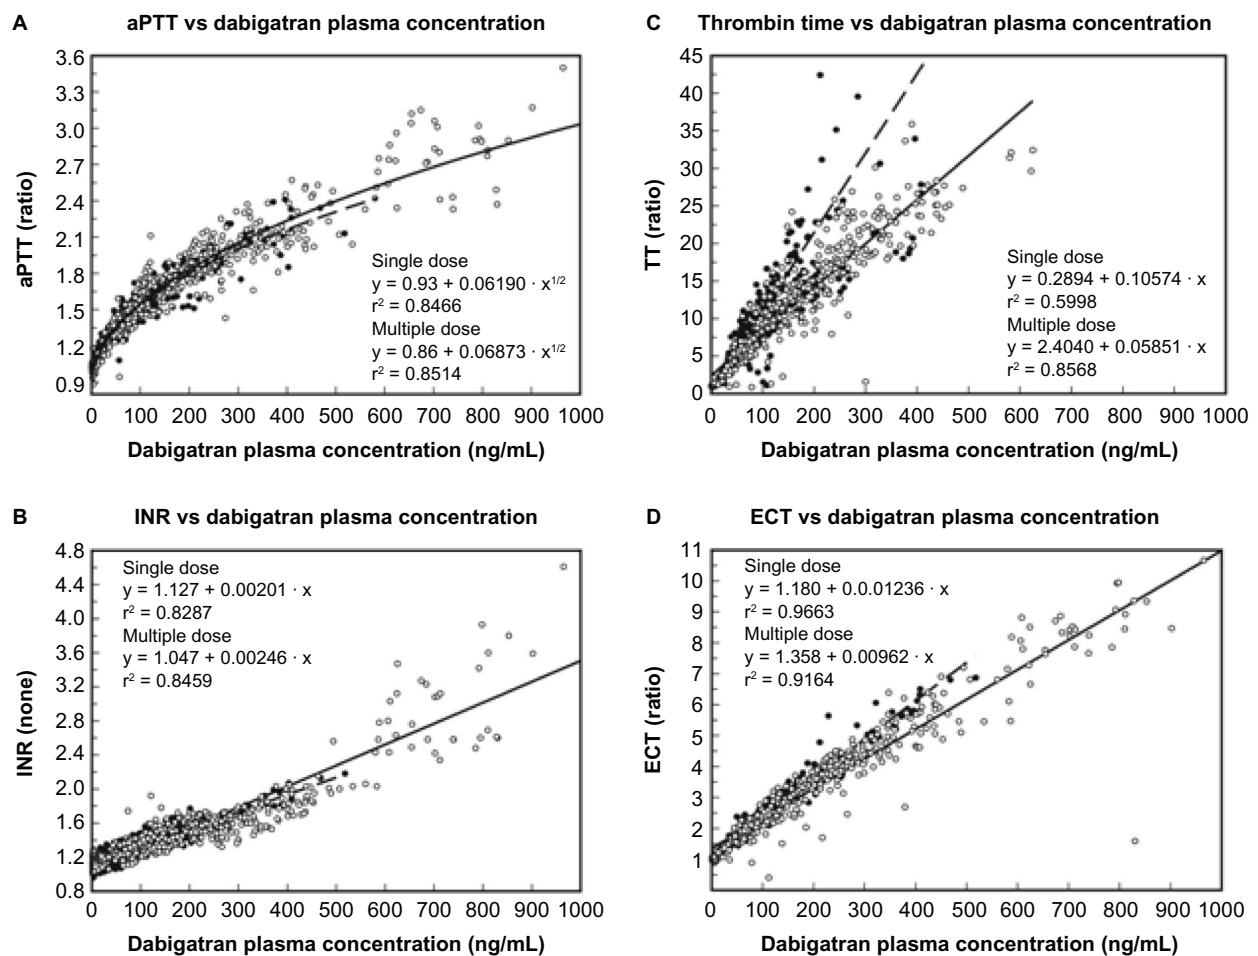 A aPTT vs dabigatran plasma concentration
3.6
3.3
3.0
2.7
2.4
2.1
1.8
1.5
1.2
0.9
aPTT (ratio)
Single dose
y = 0.93 + 0.06190 · x^1/2
r² = 0.8466
Multiple dose
y = 0.86 + 0.06873 · x^1/2
r² = 0.8514
0 100 200 300 400 500 600 700 800 900 1000
Dabigatran plasma concentration (ng/mL)
C Thrombin time vs dabigatran plasma concentration
45
40
35
30
25
20
15
10
5
0
TT (ratio)
Single dose
y = 0.2894 + 0.10574 · x
r² = 0.5998
Multiple dose
y = 2.4040 + 0.05851 · x
r² = 0.8568
0 100 200 300 400 500 600 700 800 900 1000
Dabigatran plasma concentration (ng/mL)
B INR vs dabigatran plasma concentration
4.8
4.4
4.0
3.6
3.2
2.8
2.4
2.0
1.6
1.2
0.8
INR (none)
Single dose
y = 1.127 + 0.00201 · x
r² = 0.8287
Multiple dose
y = 1.047 + 0.00246 · x
r² = 0.8459
0 100 200 300 400 500 600 700 800 900 1000
Dabigatran plasma concentration (ng/mL)
D ECT vs dabigatran plasma concentration
11
10
9
8
7
6
5
4
3
2
1
ECT (ratio)
Single dose
y = 1.180 + 0.0.01236 · x
r² = 0.9663
Multiple dose
y = 1.358 + 0.00962 · x
r² = 0.9164
0 100 200 300 400 500 600 700 800 900 1000
Dabigatran plasma concentration (ng/mL)